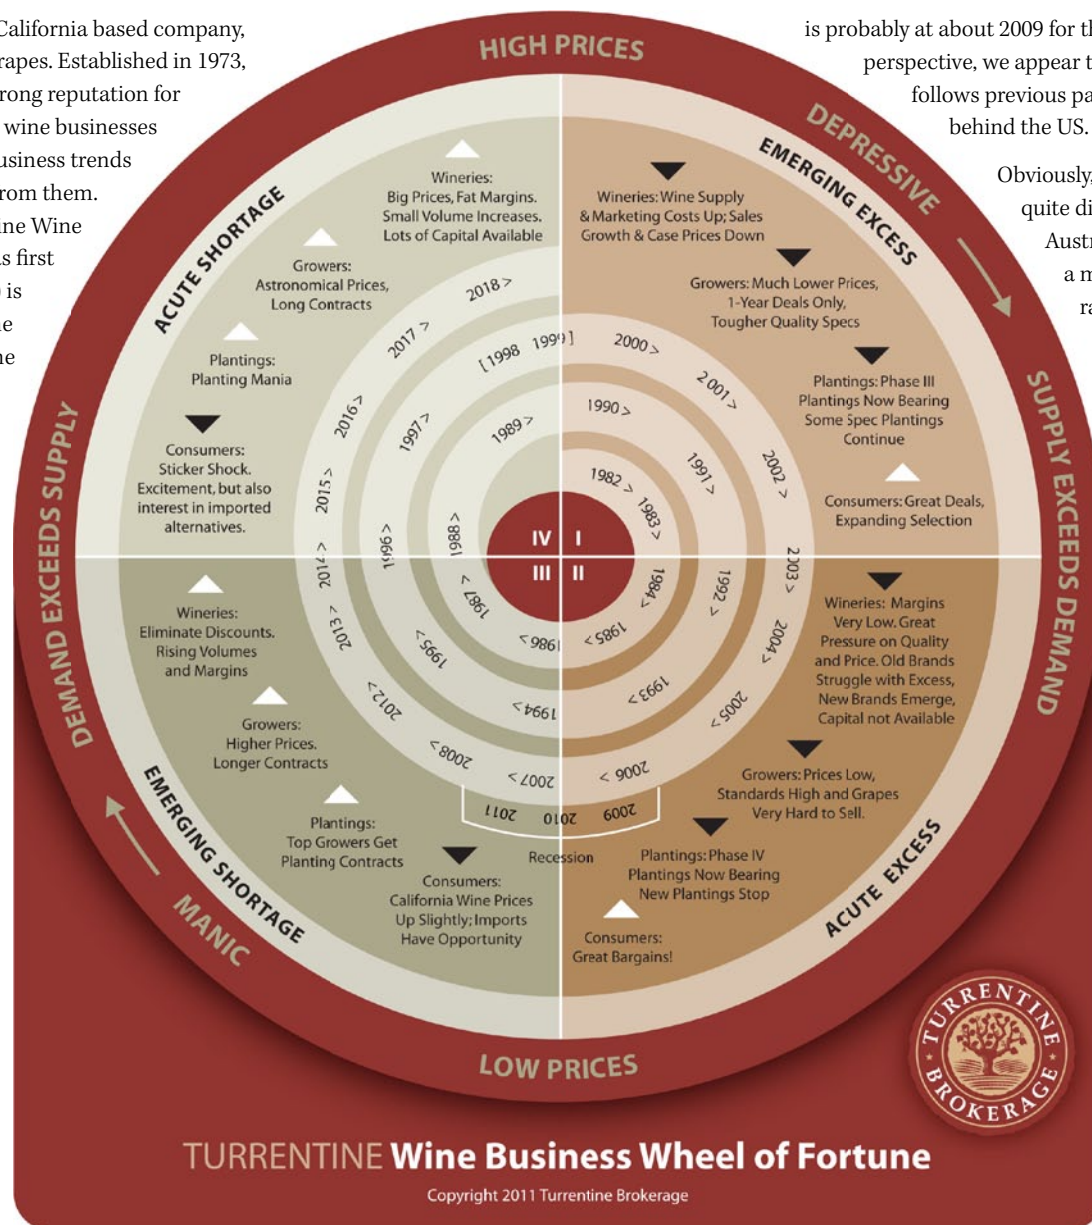 California based company,
rapes. Established in 1973,
rong reputation for
wine businesses
usiness trends
rom them.
ine Wine
as first
) is
ue
ne
is probably at about 2009 for th
perspective, we appear t
follows previous pa
behind the US.
Obviously,
quite di
Austr
a m
ra
HIGH PRICES
DEPRESSIVE
SUPPLY EXCEEDS DEMAND
LOW PRICES
MANIC
DEMAND EXCEEDS SUPPLY
EMERGING EXCESS
Wineries: Wine Supply
& Marketing Costs Up; Sales
Growth & Case Prices Down
Growers: Much Lower Prices,
1-Year Deals Only,
Tougher Quality Specs
Plantings: Phase III
Plantings Now Bearing
Some Spec Plantings
Continue
Consumers: Great Deals,
Expanding Selection
ACUTE EXCESS
Wineries: Margins
Very Low. Great
Pressure on Quality
and Price. Old Brands
Struggle with Excess,
New Brands Emerge,
Capital not Available
Growers: Prices Low,
Standards High and Grapes
Very Hard to Sell.
Plantings: Phase IV
Plantings Now Bearing
New Plantings Stop
Consumers:
Great Bargains!
EMERGING SHORTAGE
Wineries:
Eliminate Discounts.
Rising Volumes
and Margins
Growers:
Higher Prices.
Longer Contracts
Plantings:
Top Growers Get
Planting Contracts
Consumers:
California Wine Prices
Up Slightly; Imports
Have Opportunity
ACUTE SHORTAGE
Wineries:
Big Prices, Fat Margins.
Small Volume Increases.
Lots of Capital Available
Growers:
Astronomical Prices,
Long Contracts
Plantings:
Planting Mania
Consumers:
Sticker Shock.
Excitement, but also
interest in imported
alternatives.
IV I
III II
1982 >
1983 >
1984 >
1985 >
1986 >
1987 >
1988 >
1989 >
1990 >
1991 >
1992 >
1993 >
1994 >
1995 >
1996 >
1997 >
[ 1998 1999 ]
2000 >
2001 >
2002 >
2003 >
2004 >
2005 >
2006 >
2007 >
2008 >
2009
2010
2011
Recession
2012 >
2013 >
2014 >
2015 >
2016 >
2017 >
2018 >
TURRENTINE
BROKERAGE
TURRENTINE Wine Business Wheel of Fortune
Copyright 2011 Turrentine Brokerage